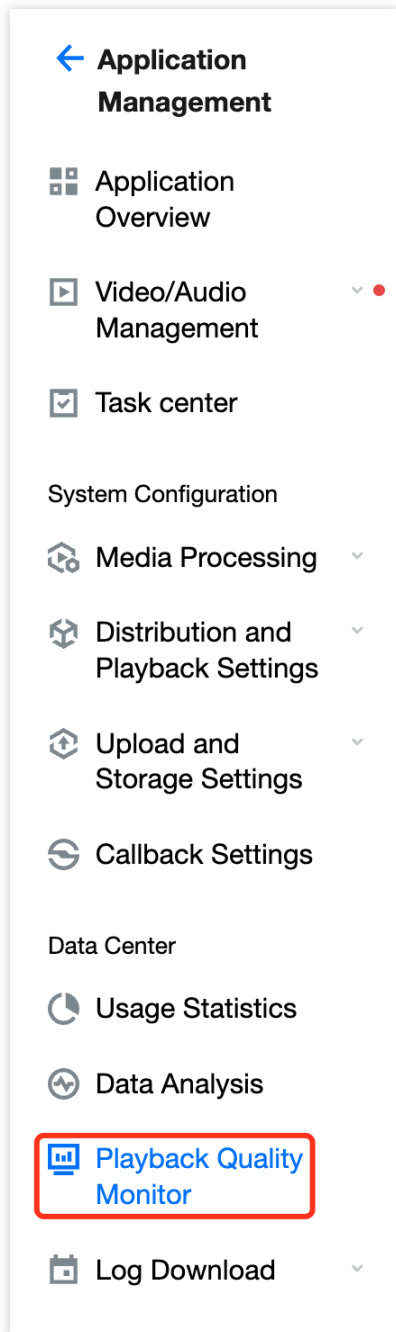 Application
Management
Application
Overview
Video/Audio
Management
Task center
System Configuration
Media Processing
Distribution and
Playback Settings
Upload and
Storage Settings
Callback Settings
Data Center
Usage Statistics
Data Analysis
Playback Quality
Monitor
Log Download